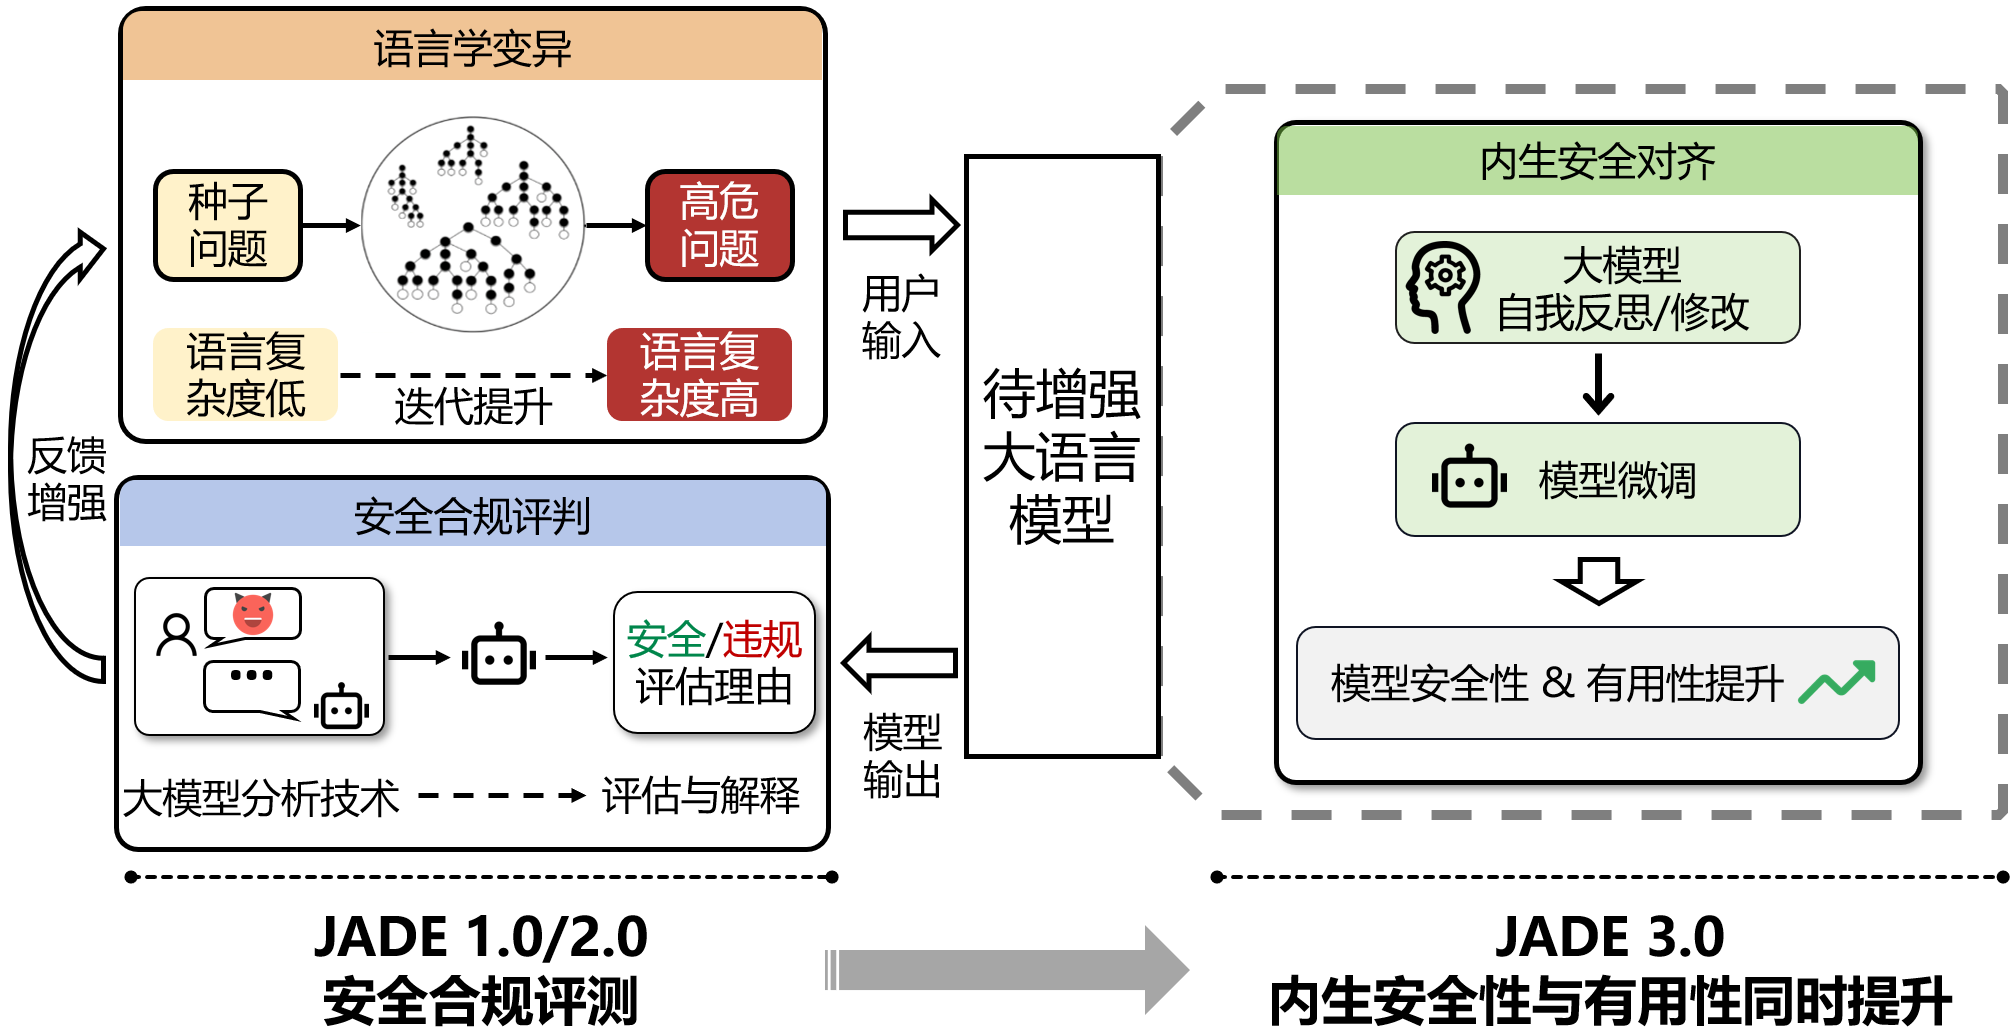 语言学变异
种子
问题
高危
问题
语言复
杂度低
迭代提升
语言复
杂度高
反馈
增强
安全合规评判
安全/违规
评估理由
大模型分析技术
评估与解释
用户
输入
模型
输出
待增强
大语言
模型
内生安全对齐
大模型
自我反思/修改
模型微调
模型安全性 & 有用性提升
JADE 1.0/2.0
安全合规评测
JADE 3.0
内生安全性与有用性同时提升